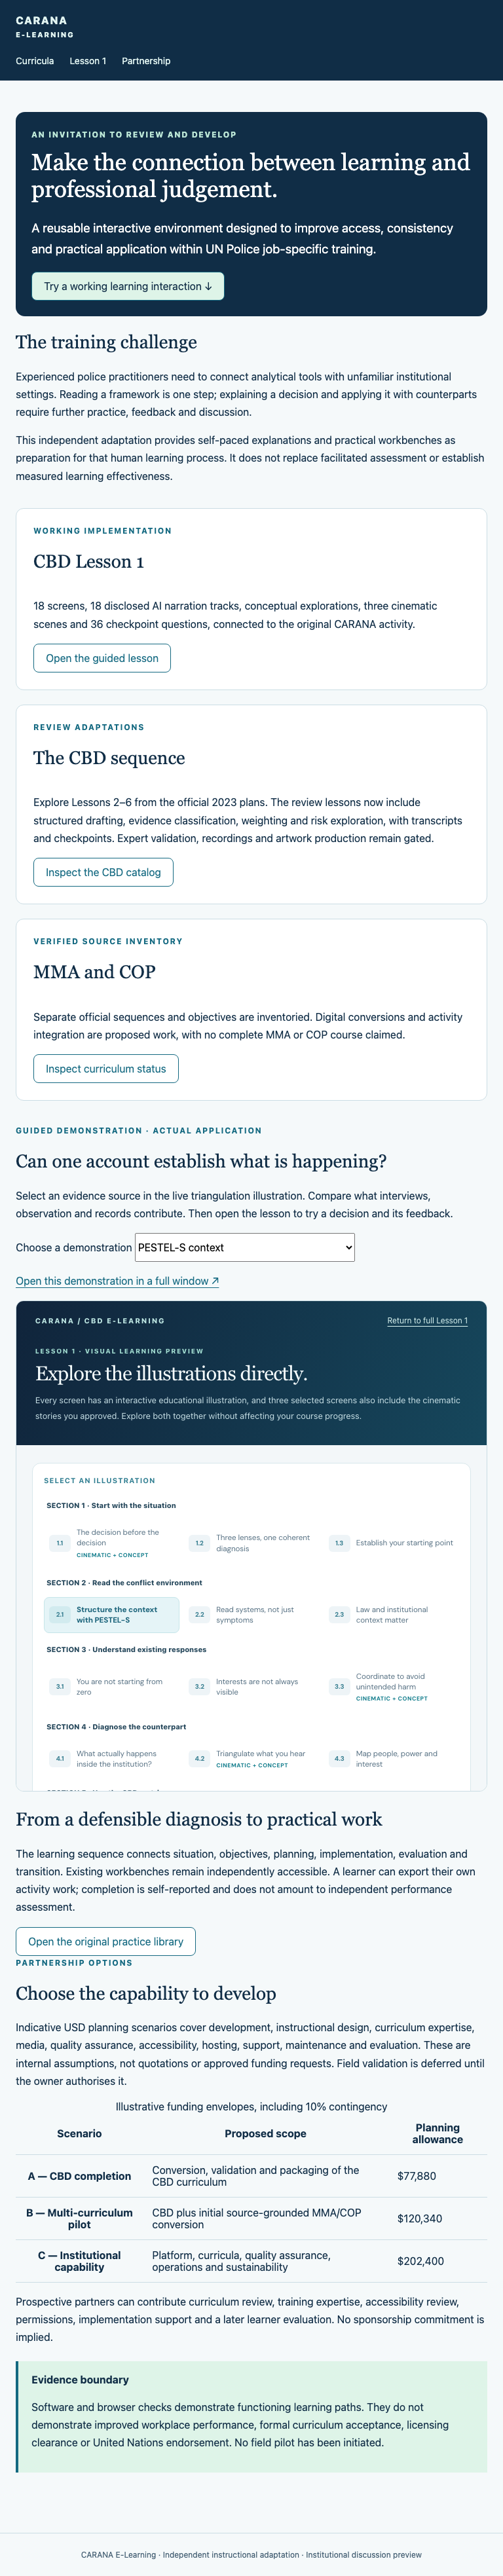 CARANA
E-LEARNING
Curricula Lesson 1 Partnership
AN INVITATION TO REVIEW AND DEVELOP
Make the connection between learning and
professional judgement.
A reusable interactive environment designed to improve access, consistency
and practical application within UN Police job-specific training.
Try a working learning interaction ↓
The training challenge
Experienced police practitioners need to connect analytical tools with unfamiliar institutional
settings. Reading a framework is one step; explaining a decision and applying it with counterparts
require further practice, feedback and discussion.
This independent adaptation provides self-paced explanations and practical workbenches as
preparation for that human learning process. It does not replace facilitated assessment or establish
measured learning effectiveness.
WORKING IMPLEMENTATION
CBD Lesson 1
18 screens, 18 disclosed AI narration tracks, conceptual explorations, three cinematic
scenes and 36 checkpoint questions, connected to the original CARANA activity.
Open the guided lesson
REVIEW ADAPTATIONS
The CBD sequence
Explore Lessons 2–6 from the official 2023 plans. The review lessons now include
structured drafting, evidence classification, weighting and risk exploration, with transcripts
and checkpoints. Expert validation, recordings and artwork production remain gated.
Inspect the CBD catalog
VERIFIED SOURCE INVENTORY
MMA and COP
Separate official sequences and objectives are inventoried. Digital conversions and activity
integration are proposed work, with no complete MMA or COP course claimed.
Inspect curriculum status
GUIDED DEMONSTRATION · ACTUAL APPLICATION
Can one account establish what is happening?
Select an evidence source in the live triangulation illustration. Compare what interviews,
observation and records contribute. Then open the lesson to try a decision and its feedback.
Choose a demonstration PESTEL-S context
Open this demonstration in a full window ↗
CARANA / CBD E-LEARNING Return to full Lesson 1
LESSON 1 · VISUAL LEARNING PREVIEW
Explore the illustrations directly.
Every screen has an interactive educational illustration, and three selected screens also include the cinematic
stories you approved. Explore both together without affecting your course progress.
SELECT AN ILLUSTRATION
SECTION 1 · Start with the situation
1.1 The decision before the decision CINEMATIC + CONCEPT
1.2 Three lenses, one coherent diagnosis
1.3 Establish your starting point
SECTION 2 · Read the conflict environment
2.1 Structure the context with PESTEL-S
2.2 Read systems, not just symptoms
2.3 Law and institutional context matter
SECTION 3 · Understand existing responses
3.1 You are not starting from zero
3.2 Interests are not always visible
3.3 Coordinate to avoid unintended harm CINEMATIC + CONCEPT
SECTION 4 · Diagnose the counterpart
4.1 What actually happens inside the institution?
4.2 Triangulate what you hear CINEMATIC + CONCEPT
4.3 Map people, power and interest
From a defensible diagnosis to practical work
The learning sequence connects situation, objectives, planning, implementation, evaluation and
transition. Existing workbenches remain independently accessible. A learner can export their own
activity work; completion is self-reported and does not amount to independent performance
assessment.
Open the original practice library
PARTNERSHIP OPTIONS
Choose the capability to develop
Indicative USD planning scenarios cover development, instructional design, curriculum expertise,
media, quality assurance, accessibility, hosting, support, maintenance and evaluation. These are
internal assumptions, not quotations or approved funding requests. Field validation is deferred until
the owner authorises it.
Illustrative funding envelopes, including 10% contingency
Scenario Proposed scope Planning allowance
A — CBD completion Conversion, validation and packaging of the CBD curriculum $77,880
B — Multi-curriculum pilot CBD plus initial source-grounded MMA/COP conversion $120,340
C — Institutional capability Platform, curricula, quality assurance, operations and sustainability $202,400
Prospective partners can contribute curriculum review, training expertise, accessibility review,
permissions, implementation support and a later learner evaluation. No sponsorship commitment is
implied.
Evidence boundary
Software and browser checks demonstrate functioning learning paths. They do not
demonstrate improved workplace performance, formal curriculum acceptance, licensing
clearance or United Nations endorsement. No field pilot has been initiated.
CARANA E-Learning · Independent instructional adaptation · Institutional discussion preview